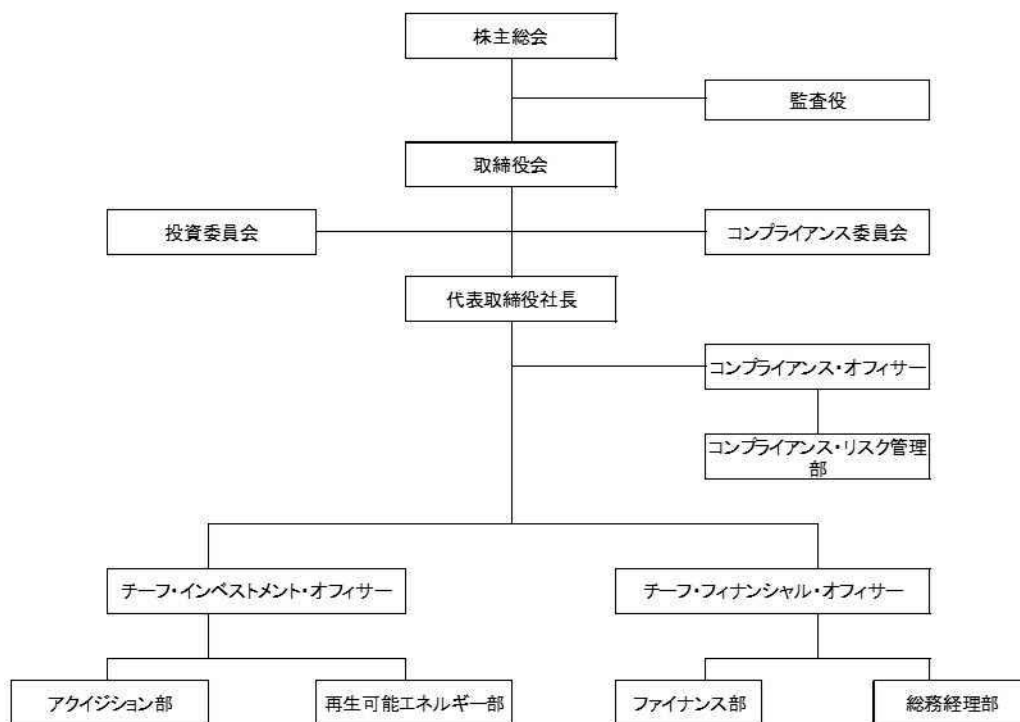 株主総会
監査役
取締役会
投資委員会
コンプライアンス委員会
代表取締役社長
コンプライアンス・オフィサー
コンプライアンス・リスク管理
部
チーフ・インベストメント・オフィサー
チーフ・フィナンシャル・オフィサー
アクイジション部
再生可能エネルギー部
ファイナンス部
総務経理部